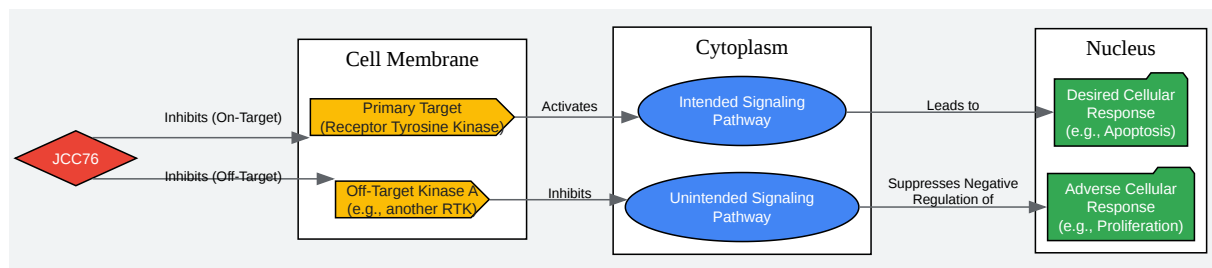 Cell Membrane
Cytoplasm
Nucleus
JCC76
Inhibits (On-Target)
Inhibits (Off-Target)
Primary Target
(Receptor Tyrosine Kinase)
Off-Target Kinase A
(e.g., another RTK)
Activates
Inhibits
Intended Signaling
Pathway
Unintended Signaling
Pathway
Leads to
Suppresses Negative
Regulation of
Desired Cellular
Response
(e.g., Apoptosis)
Adverse Cellular
Response
(e.g., Proliferation)